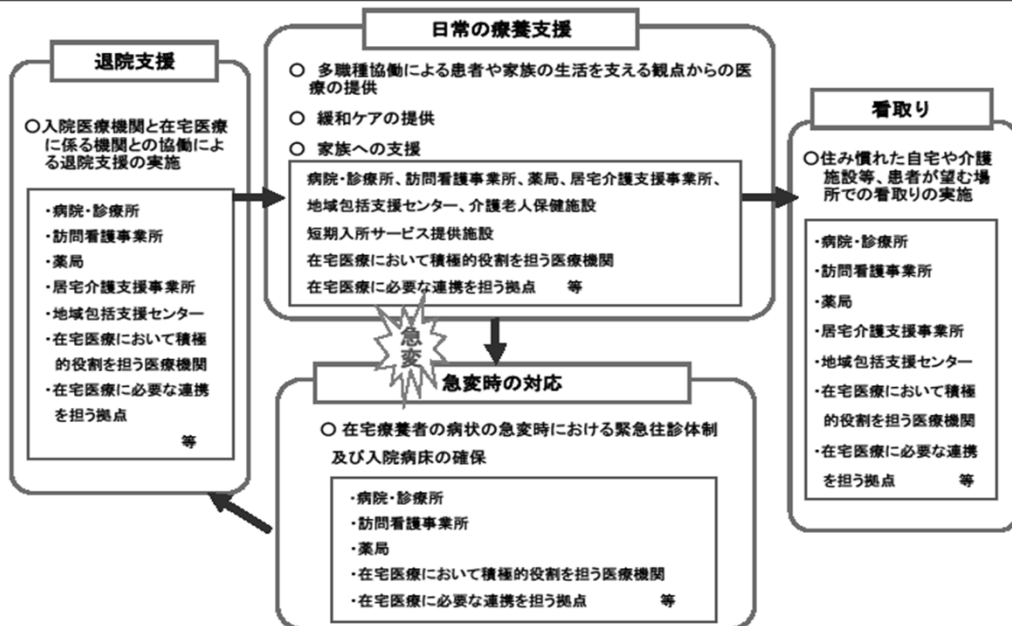 退院支援
○入院医療機関と在宅医療
に係る機関との協働によ
る退院支援の実施
・病院・診療所
・訪問看護事業所
・薬局
・居宅介護支援事業所
・地域包括支援センター
・在宅医療において積極
的役割を担う医療機関
・在宅医療に必要な連携
を担う拠点
等
日常の療養支援
○ 多職種協働による患者や家族の生活を支える観点からの医
療の提供
○ 緩和ケアの提供
○ 家族への支援
病院・診療所、訪問看護事業所、薬局、居宅介護支援事業所、
地域包括支援センター、介護老人保健施設
短期入所サービス提供施設
在宅医療において積極的役割を担う医療機関
在宅医療に必要な連携を担う拠点 等
急変
急変時の対応
○ 在宅療養者の病状の急変時における緊急往診体制
及び入院病床の確保
・病院・診療所
・訪問看護事業所
・薬局
・在宅医療において積極的役割を担う医療機関
・在宅医療に必要な連携を担う拠点 等
看取り
○住み慣れた自宅や介護
施設等、患者が望む場
所での看取りの実施
・病院・診療所
・訪問看護事業所
・薬局
・居宅介護支援事業所
・地域包括支援センター
・在宅医療において積極
的役割を担う医療機関
・在宅医療に必要な連携
を担う拠点 等